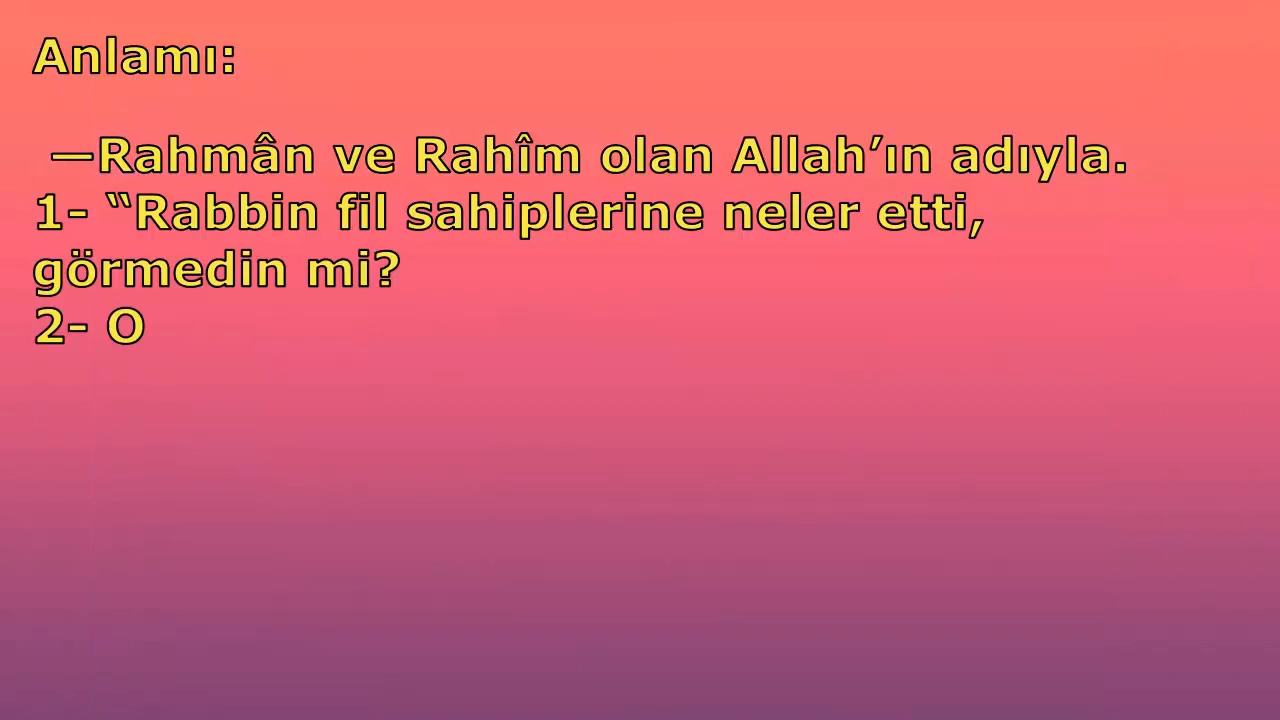 Anlamı:
—Rahmân ve Rahîm olan Allah’ın adıyla.
1- “Rabbin fil sahiplerine neler etti,
görmedin mi?
2- O